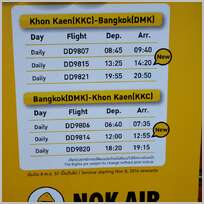 Khon Kaen(KKC)-Bangkok(DMK)
Day Flight Dep. Arr.
Daily DD9807 08:45 09:40
Daily DD9815 13:25 14:20 New
Daily DD9821 19:55 20:50
Bangkok(DMK)-Khon Kaen(KKC)
Day Flight Dep. Arr.
Daily DD9806 06:40 07:35
Daily DD9814 12:00 12:55 New
Daily DD9820 18:20 19:15
NOK AIR